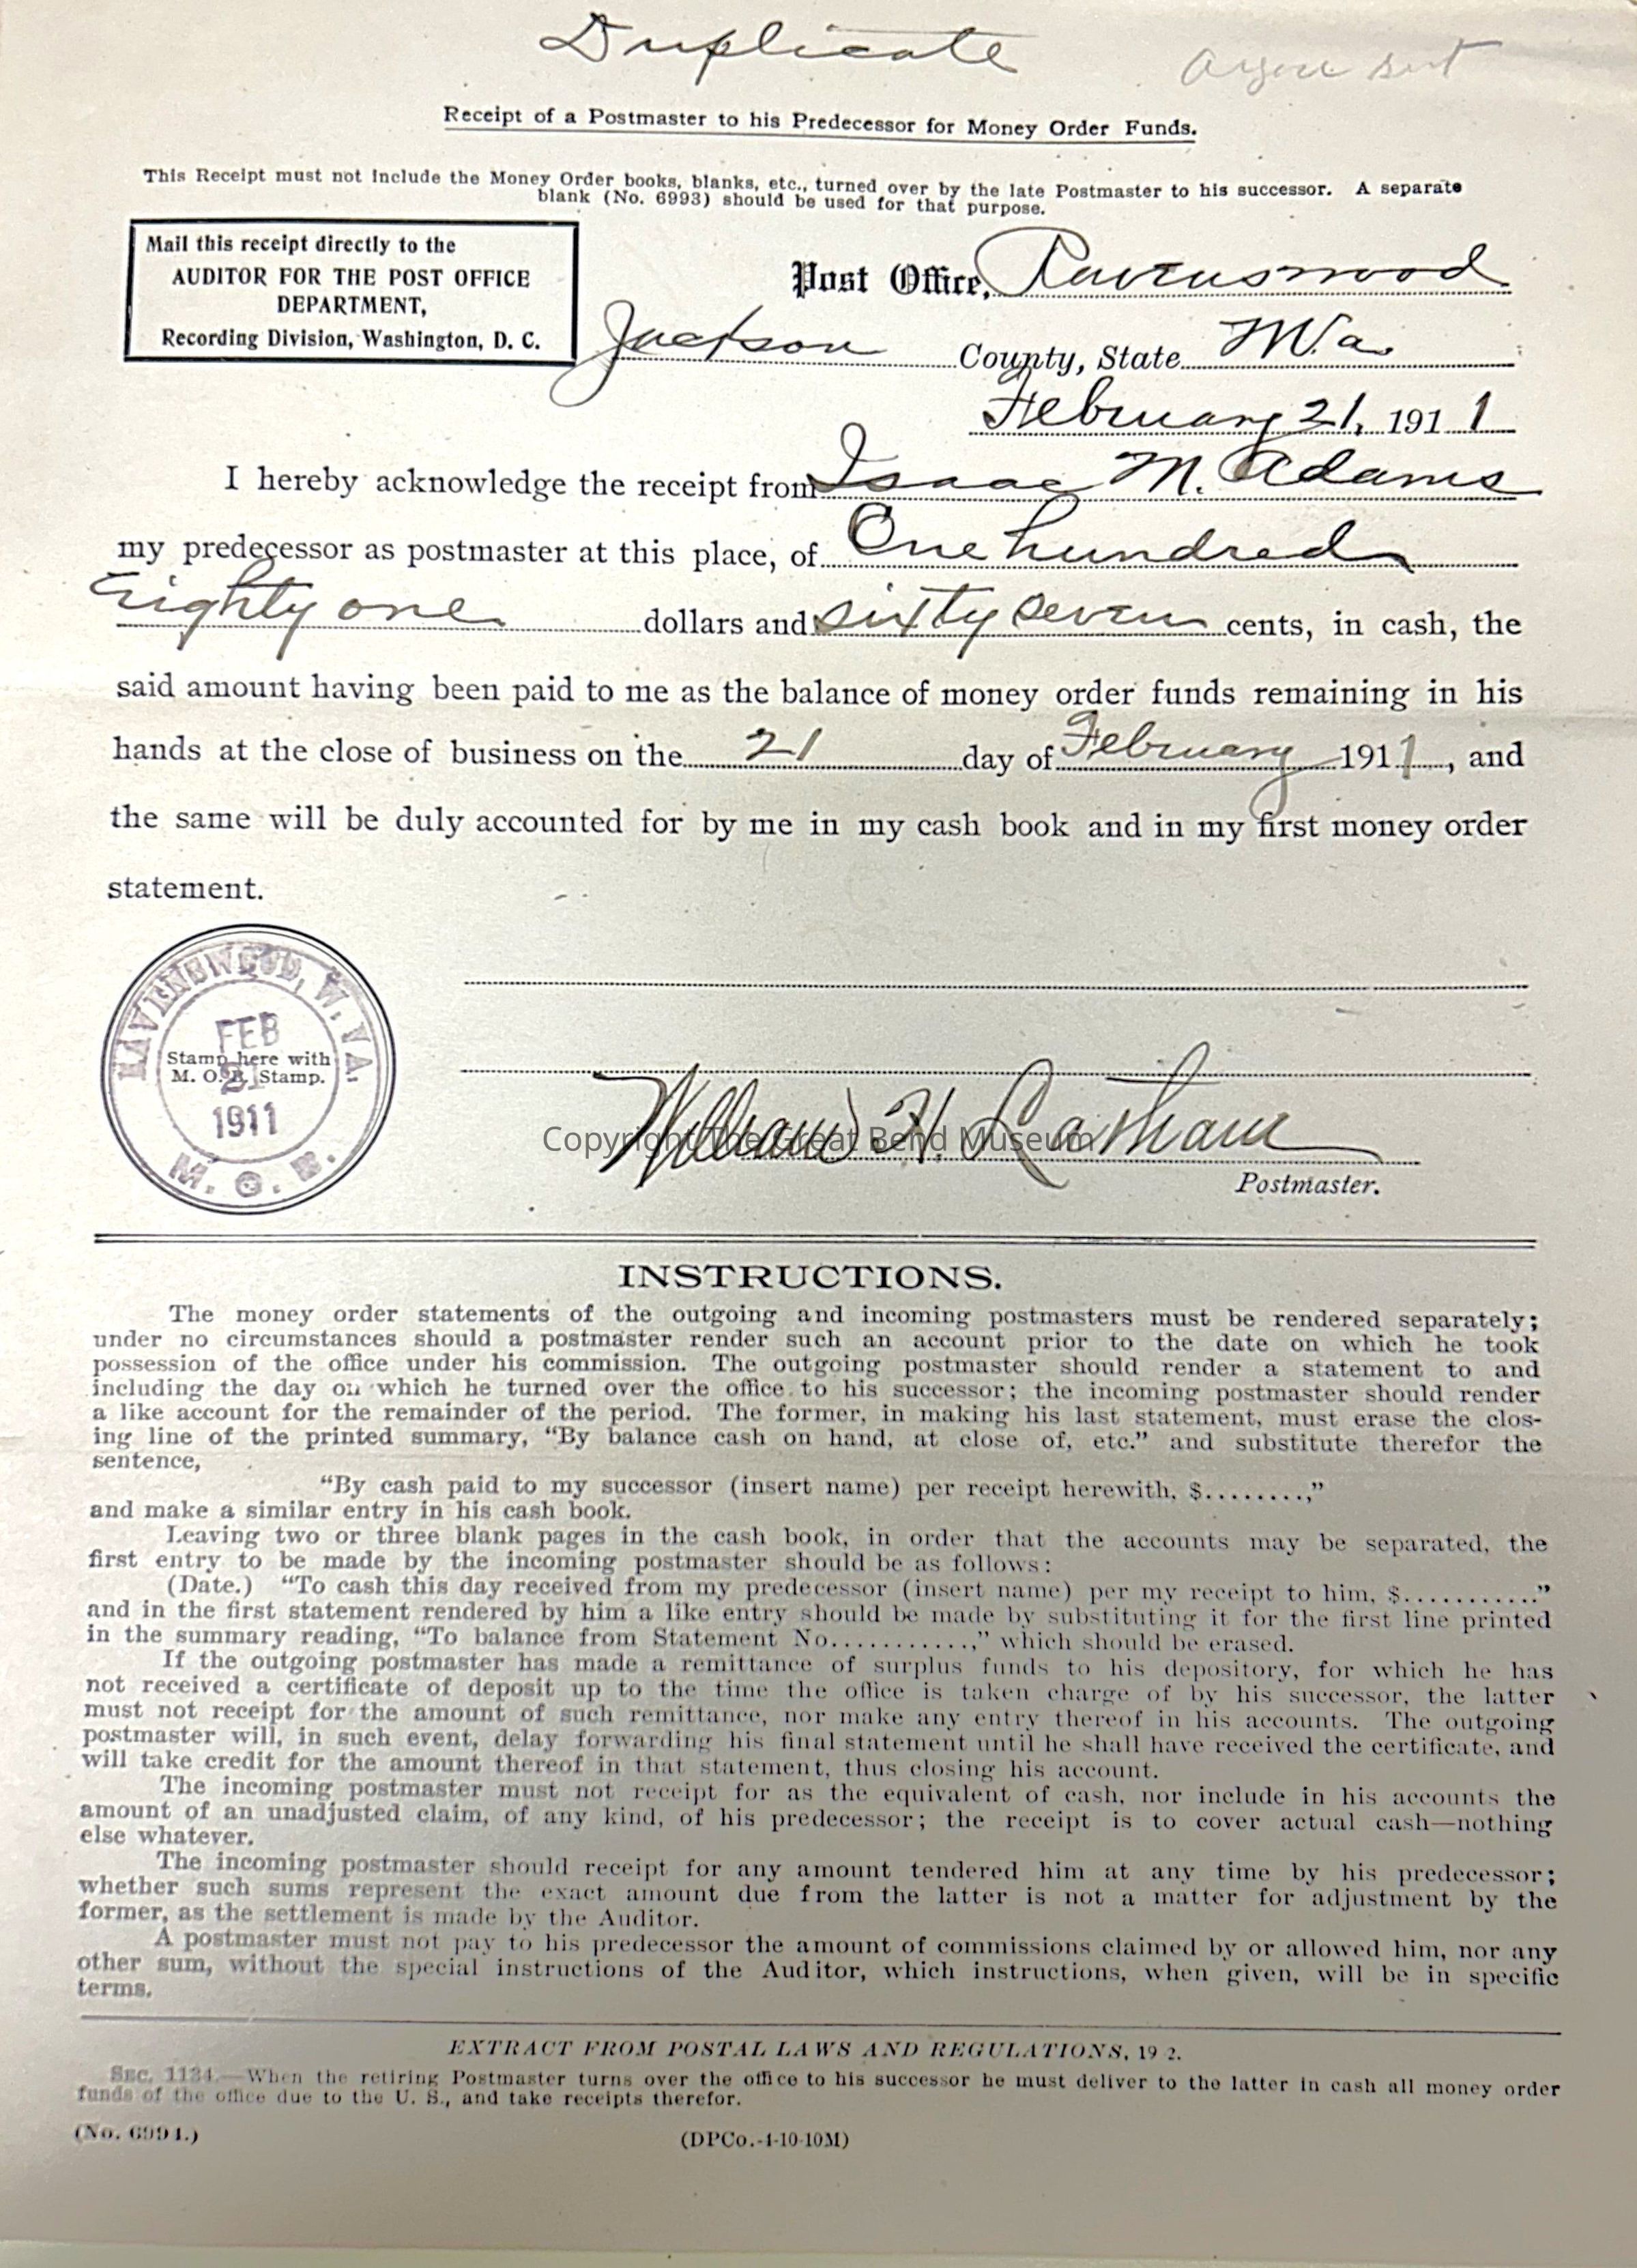 Duplicate
sent
Receipt of a Postmaster to his Predecessor for Money Order Funds.
This Receipt must not include the Money Order books, blanks, etc., turned over by the late Postmaster to his successor. A separate
blank (No. 6993) should be used for that purpose.
Mail this receipt directly to the
AUDITOR FOR THE POST OFFICE
DEPARTMENT,
Recording Division, Washington, D. C.
Post Office, Ravenswood
Jackson County, State W.Va.
February 21, 1911
I hereby acknowledge the receipt from Isaac M. Adams
my predecessor as postmaster at this place, of One hundred
Eighty one dollars and sixty seven cents, in cash, the
said amount having been paid to me as the balance of money order funds remaining in his
hands at the close of business on the 21 day of February 1911, and
the same will be duly accounted for by me in my cash book and in my first money order
statement.
RAVENSWOOD, W. VA.
FEB
Stamp here with
M. O. B. Stamp.
21
1911
M. O. B.
William H. Latham
Copyright The Great Bend Museum
Postmaster.
INSTRUCTIONS.
The money order statements of the outgoing and incoming postmasters must be rendered separately;
under no circumstances should a postmaster render such an account prior to the date on which he took
possession of the office under his commission. The outgoing postmaster should render a statement to and
including the day on which he turned over the office to his successor; the incoming postmaster should render
a like account for the remainder of the period. The former, in making his last statement, must erase the clos-
ing line of the printed summary, “By balance cash on hand, at close of, etc.” and substitute therefor the
sentence,
“By cash paid to my successor (insert name) per receipt herewith, $........,”
and make a similar entry in his cash book.
Leaving two or three blank pages in the cash book, in order that the accounts may be separated, the
first entry to be made by the incoming postmaster should be as follows:
(Date.) “To cash this day received from my predecessor (insert name) per my receipt to him, $...........”
and in the first statement rendered by him a like entry should be made by substituting it for the first line printed
in the summary reading, “To balance from Statement No...........,” which should be erased.
If the outgoing postmaster has made a remittance of surplus funds to his depository, for which he has
not received a certificate of deposit up to the time the office is taken charge of by his successor, the latter
must not receipt for the amount of such remittance, nor make any entry thereof in his accounts. The outgoing
postmaster will, in such event, delay forwarding his final statement until he shall have received the certificate, and
will take credit for the amount thereof in that statement, thus closing his account.
The incoming postmaster must not receipt for as the equivalent of cash, nor include in his accounts the
amount of an unadjusted claim, of any kind, of his predecessor; the receipt is to cover actual cash—nothing
else whatever.
The incoming postmaster should receipt for any amount tendered him at any time by his predecessor;
whether such sums represent the exact amount due from the latter is not a matter for adjustment by the
former, as the settlement is made by the Auditor.
A postmaster must not pay to his predecessor the amount of commissions claimed by or allowed him, nor any
other sum, without the special instructions of the Auditor, which instructions, when given, will be in specific
terms.
EXTRACT FROM POSTAL LAWS AND REGULATIONS, 19 2.
Sec. 1134.—When the retiring Postmaster turns over the office to his successor he must deliver to the latter in cash all money order
funds of the office due to the U. S., and take receipts therefor.
(No. 6994.)
(DPCo.-4-10-10M)